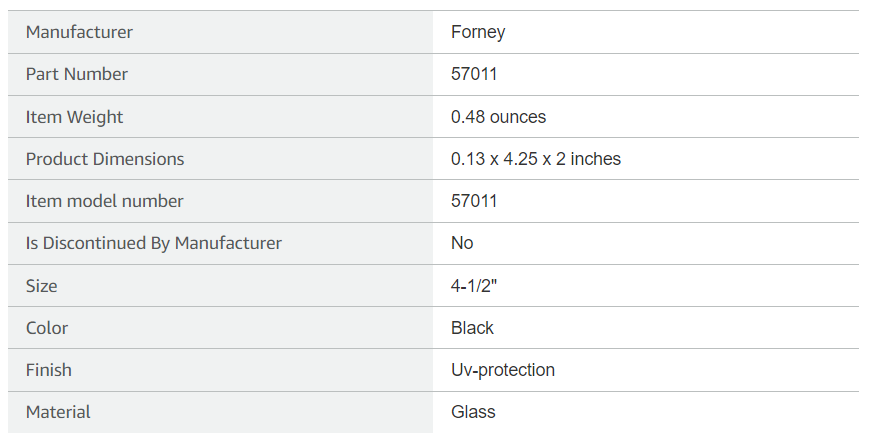 Manufacturer Forney
Part Number 57011
Item Weight 0.48 ounces
Product Dimensions 0.13 x 4.25 x 2 inches
Item model number 57011
Is Discontinued By Manufacturer No
Size 4-1/2"
Color Black
Finish Uv-protection
Material Glass